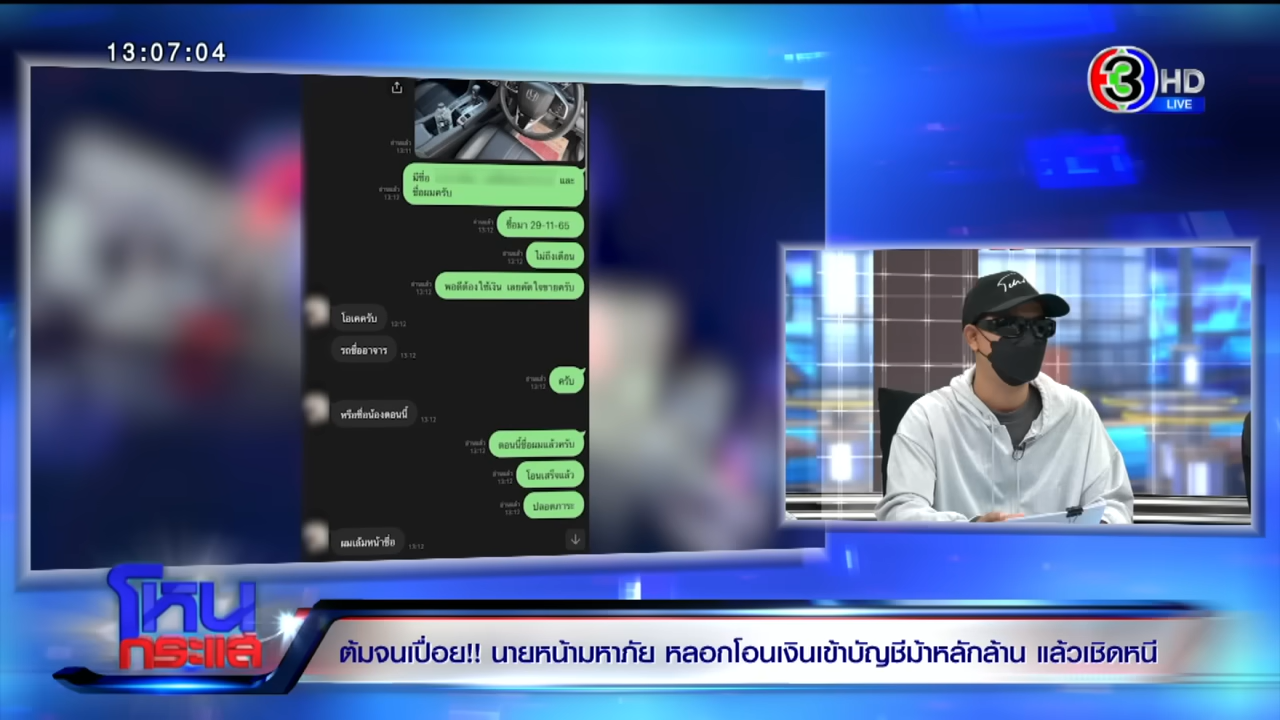 13:07:04
3 HD
LIVE
อ่านแล้ว
13:11
มีชื่อ และ
ชื่อผมครับ
อ่านแล้ว
13:12
ซื้อมา 29-11-65
อ่านแล้ว
13:12
ไม่ถึงเดือน
อ่านแล้ว
13:12
พอดีต้องใช้เงิน เลยตัดใจขายครับ
อ่านแล้ว
13:12
โอเคครับ
13:12
รถชื่ออาจาร
13:12
ครับ
อ่านแล้ว
13:12
หรือชื่อน้องตอนนี้
13:12
ตอนนี้ชื่อผมแล้วครับ
อ่านแล้ว
13:12
โอนเสร็จแล้ว
อ่านแล้ว
13:12
ปลอดภาระ
อ่านแล้ว
13:12
ผมเล้มหน้าชื่อ
13:12
โหน
กระแส
ต้มจนเปื่อย!! นายหน้ามหาภัย หลอกโอนเงินเข้าบัญชีม้าหลักล้าน แล้วเชิดหนี